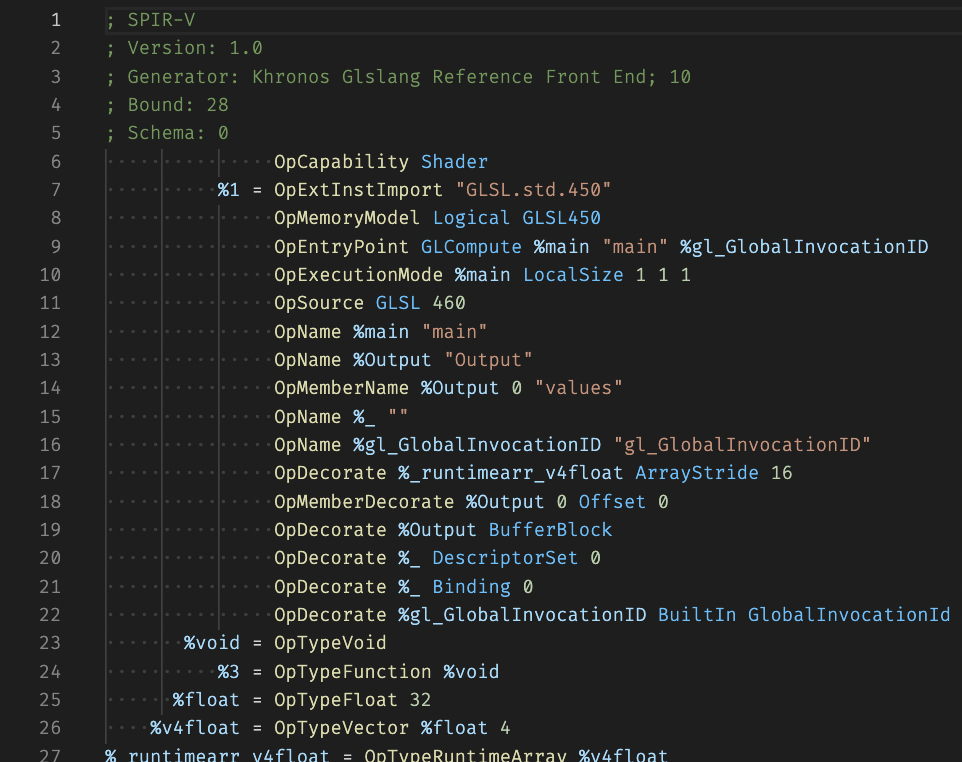 1 ; SPIR-V
2 ; Version: 1.0
3 ; Generator: Khronos Glslang Reference Front End; 10
4 ; Bound: 28
5 ; Schema: 0
6 OpCapability Shader
7 %1 = OpExtInstImport "GLSL.std.450"
8 OpMemoryModel Logical GLSL450
9 OpEntryPoint GLCompute %main "main" %gl_GlobalInvocationID
10 OpExecutionMode %main LocalSize 1 1 1
11 OpSource GLSL 460
12 OpName %main "main"
13 OpName %Output "Output"
14 OpMemberName %Output 0 "values"
15 OpName %_ ""
16 OpName %gl_GlobalInvocationID "gl_GlobalInvocationID"
17 OpDecorate %_runtimearr_v4float ArrayStride 16
18 OpMemberDecorate %Output 0 Offset 0
19 OpDecorate %Output BufferBlock
20 OpDecorate %_ DescriptorSet 0
21 OpDecorate %_ Binding 0
22 OpDecorate %gl_GlobalInvocationID BuiltIn GlobalInvocationId
23 %void = OpTypeVoid
24 %3 = OpTypeFunction %void
25 %float = OpTypeFloat 32
26 %v4float = OpTypeVector %float 4
27 %_runtimearr_v4float = OpTypeRuntimeArray %v4float